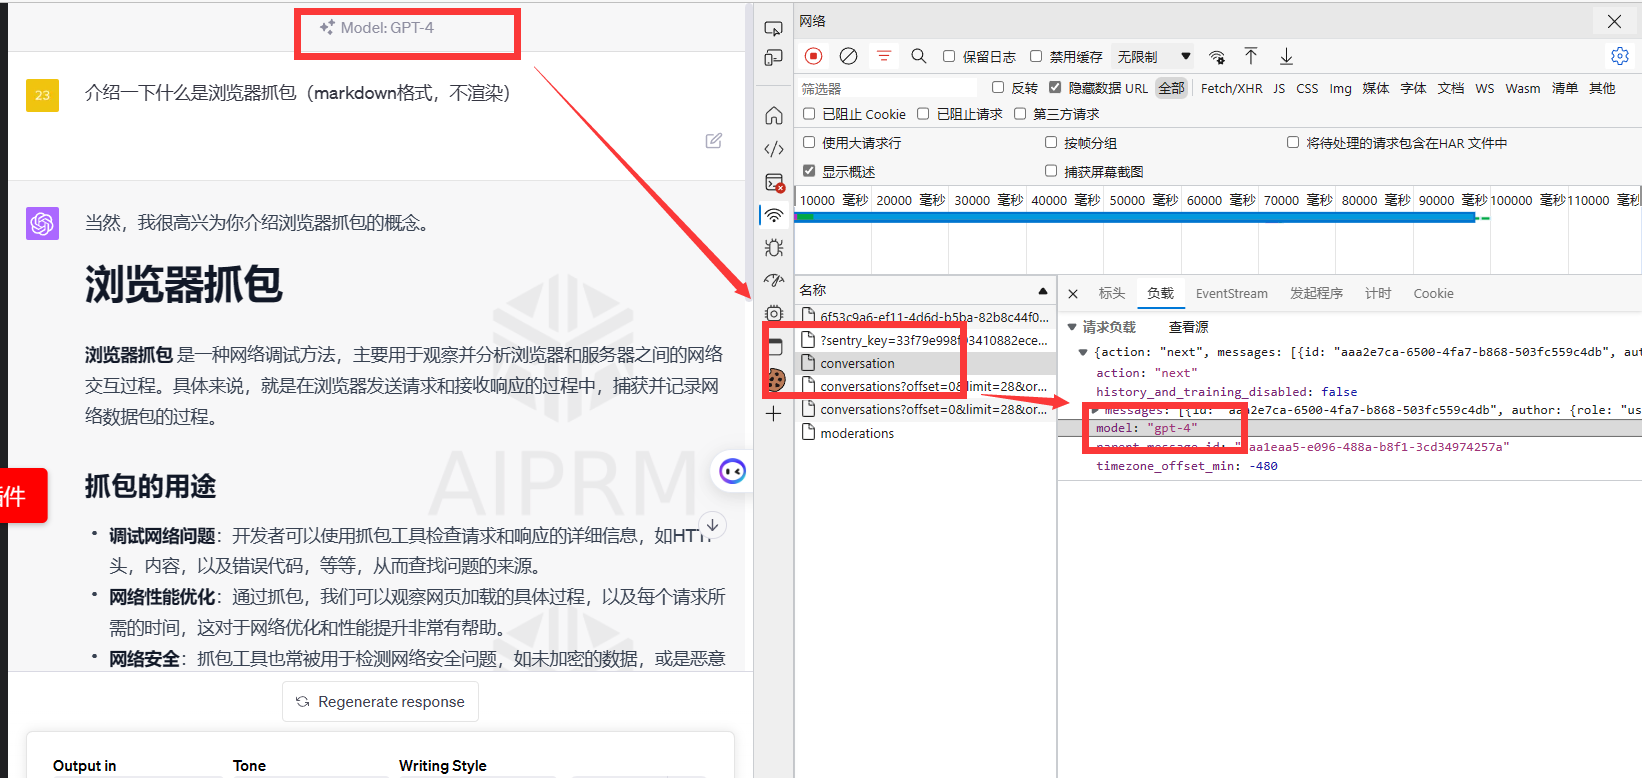 Model: GPT-4
23
介绍一下什么是浏览器抓包（markdown格式，不渲染）
当然，我很高兴为你介绍浏览器抓包的概念。
浏览器抓包
浏览器抓包 是一种网络调试方法，主要用于观察并分析浏览器和服务器之间的网络
交互过程。具体来说，就是在浏览器发送请求和接收响应的过程中，捕获并记录网
络数据包的过程。
AIPRM
抓包的用途
• 调试网络问题：开发者可以使用抓包工具检查请求和响应的详细信息，如HTTP
头，内容，以及错误代码，等等，从而查找问题的来源。
• 网络性能优化：通过抓包，我们可以观察网页加载的具体过程，以及每个请求所
需的时间，这对于网络优化和性能提升非常有帮助。
• 网络安全：抓包工具也常被用于检测网络安全问题，如未加密的数据，或是恶意
件
Regenerate response
Output in Tone Writing Style
网络
保留日志 禁用缓存 无限制
筛选器 反转 隐藏数据 URL 全部 Fetch/XHR JS CSS Img 媒体 字体 文档 WS Wasm 清单 其他
已阻止 Cookie 已阻止请求 第三方请求
使用大请求行 按帧分组 将待处理的请求包含在HAR 文件中
显示概述 捕获屏幕截图
10000 毫秒 20000 毫秒 30000 毫秒 40000 毫秒 50000 毫秒 60000 毫秒 70000 毫秒 80000 毫秒 90000 毫秒 100000 毫秒 110000 毫秒
名称
6f53c9a6-ef11-4d6d-b5ba-82b8c44f0...
?sentry_key=33f79e998f93410882ece...
conversation
conversations?offset=0&limit=28&or...
conversations?offset=0&limit=28&or...
moderations
标头 负载 EventStream 发起程序 计时 Cookie
请求负载 查看源
{action: "next", messages: [{id: "aaa2e7ca-6500-4fa7-b868-503fc559c4db", au
action: "next"
history_and_training_disabled: false
messages: [{id: "aaa2e7ca-6500-4fa7-b868-503fc559c4db", author: {role: "us
model: "gpt-4"
parent_message_id: "aaa1eaa5-e096-488a-b8f1-3cd34974257a"
timezone_offset_min: -480